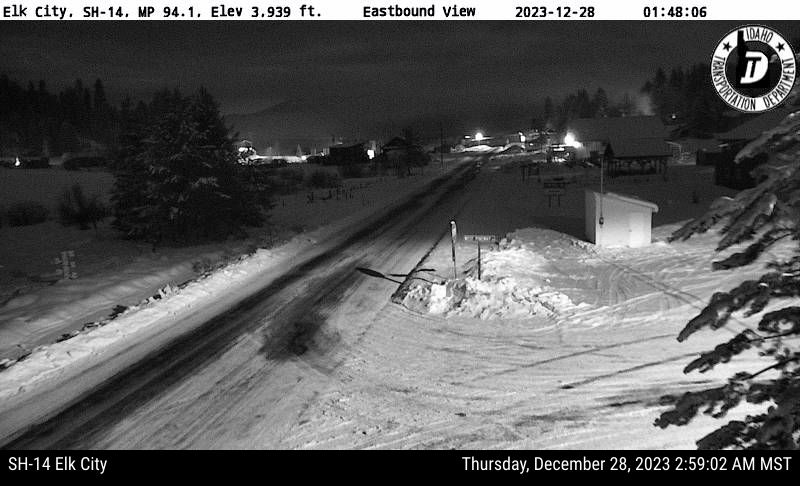 Elk City, SH-14, MP 94.1, Elev 3,939 ft. Eastbound View 2023-12-28 01:48:06
IDAHO
TRANSPORTATION DEPARTMENT
SH-14 Elk City Thursday, December 28, 2023 2:59:02 AM MST